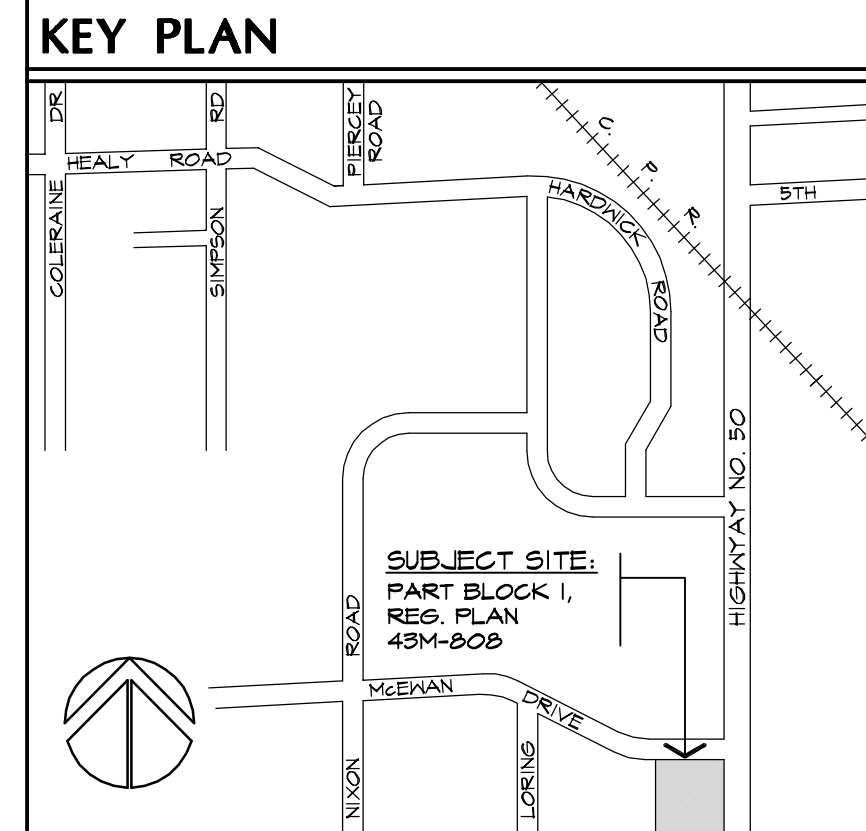 KEY PLAN
DR
RD
PIERCEY
ROAD
C. P. R.
HEALY ROAD
COLERAINE
SIMPSON
HARDWICK
ROAD
5TH
HIGHWYAY NO. 50
SUBJECT SITE:
PART BLOCK 1,
REG. PLAN
43M-808
ROAD
McEWAN
DRIVE
NIXON
LORING